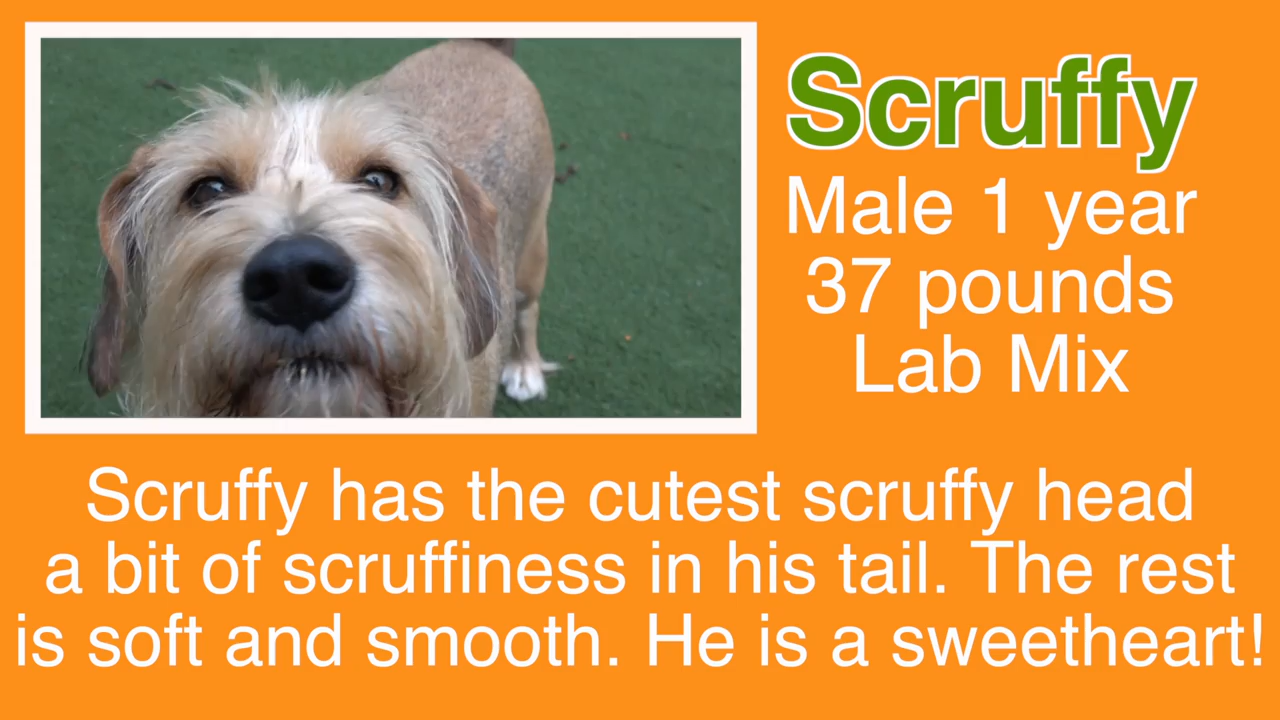 Scruffy
Male 1 year
37 pounds
Lab Mix
Scruffy has the cutest scruffy head
a bit of scruffiness in his tail. The rest
is soft and smooth. He is a sweetheart!